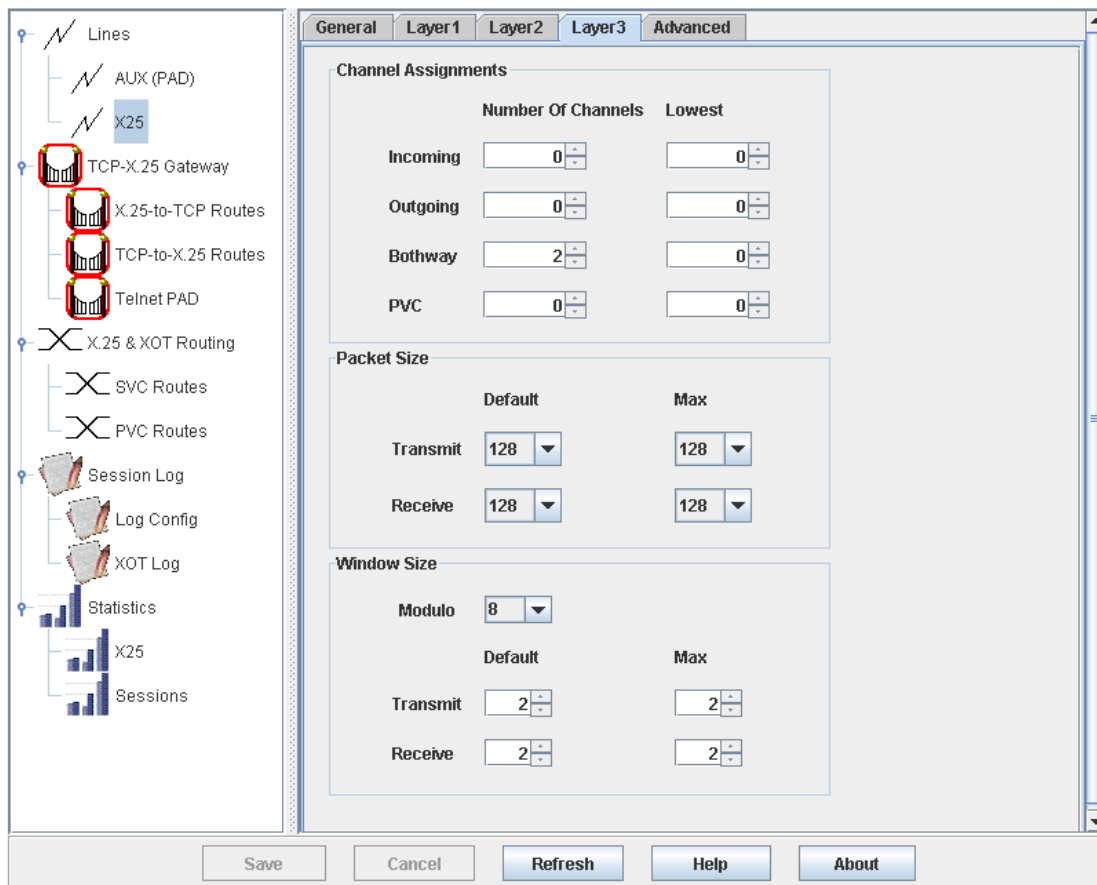 Lines
AUX (PAD)
X25
TCP-X.25 Gateway
X.25-to-TCP Routes
TCP-to-X.25 Routes
Telnet PAD
X.25 & XOT Routing
SVC Routes
PVC Routes
Session Log
Log Config
XOT Log
Statistics
X25
Sessions
General Layer1 Layer2 Layer3 Advanced
Channel Assignments
Number Of Channels Lowest
Incoming 0 0
Outgoing 0 0
Bothway 2 0
PVC 0 0
Packet Size
Default Max
Transmit 128 128
Receive 128 128
Window Size
Modulo 8
Default Max
Transmit 2 2
Receive 2 2
Save Cancel Refresh Help About